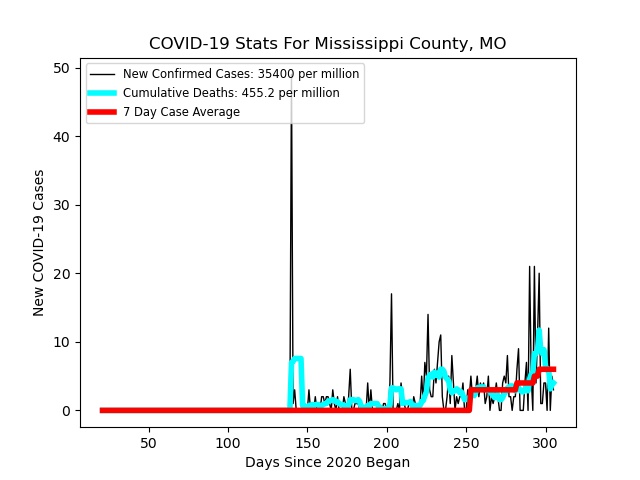 COVID-19 Stats For Mississippi County, MO
New Confirmed Cases: 35400 per million
Cumulative Deaths: 455.2 per million
7 Day Case Average
50
40
30
20
10
0
New COVID-19 Cases
50 100 150 200 250 300
Days Since 2020 Began